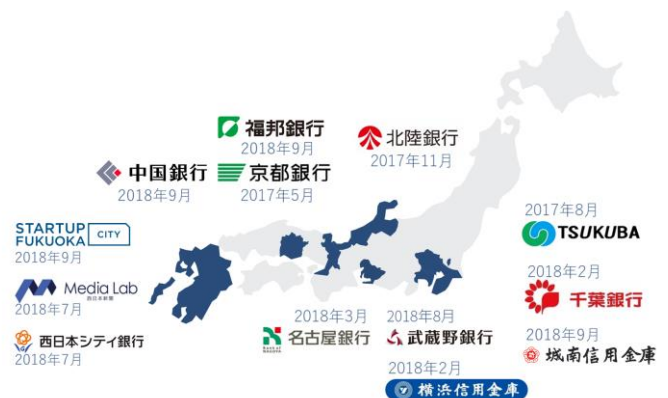 福邦銀行
2018年9月
北陸銀行
2017年11月
中国銀行
2018年9月
京都銀行
2017年5月
STARTUP
FUKUOKA
CITY
2018年9月
Media Lab
西日本新聞
2018年7月
西日本シティ銀行
2018年7月
2018年3月
名古屋銀行
2018年8月
武蔵野銀行
2018年2月
横浜信用金庫
2017年8月
TSUKUBA
2018年2月
千葉銀行
2018年9月
城南信用金庫